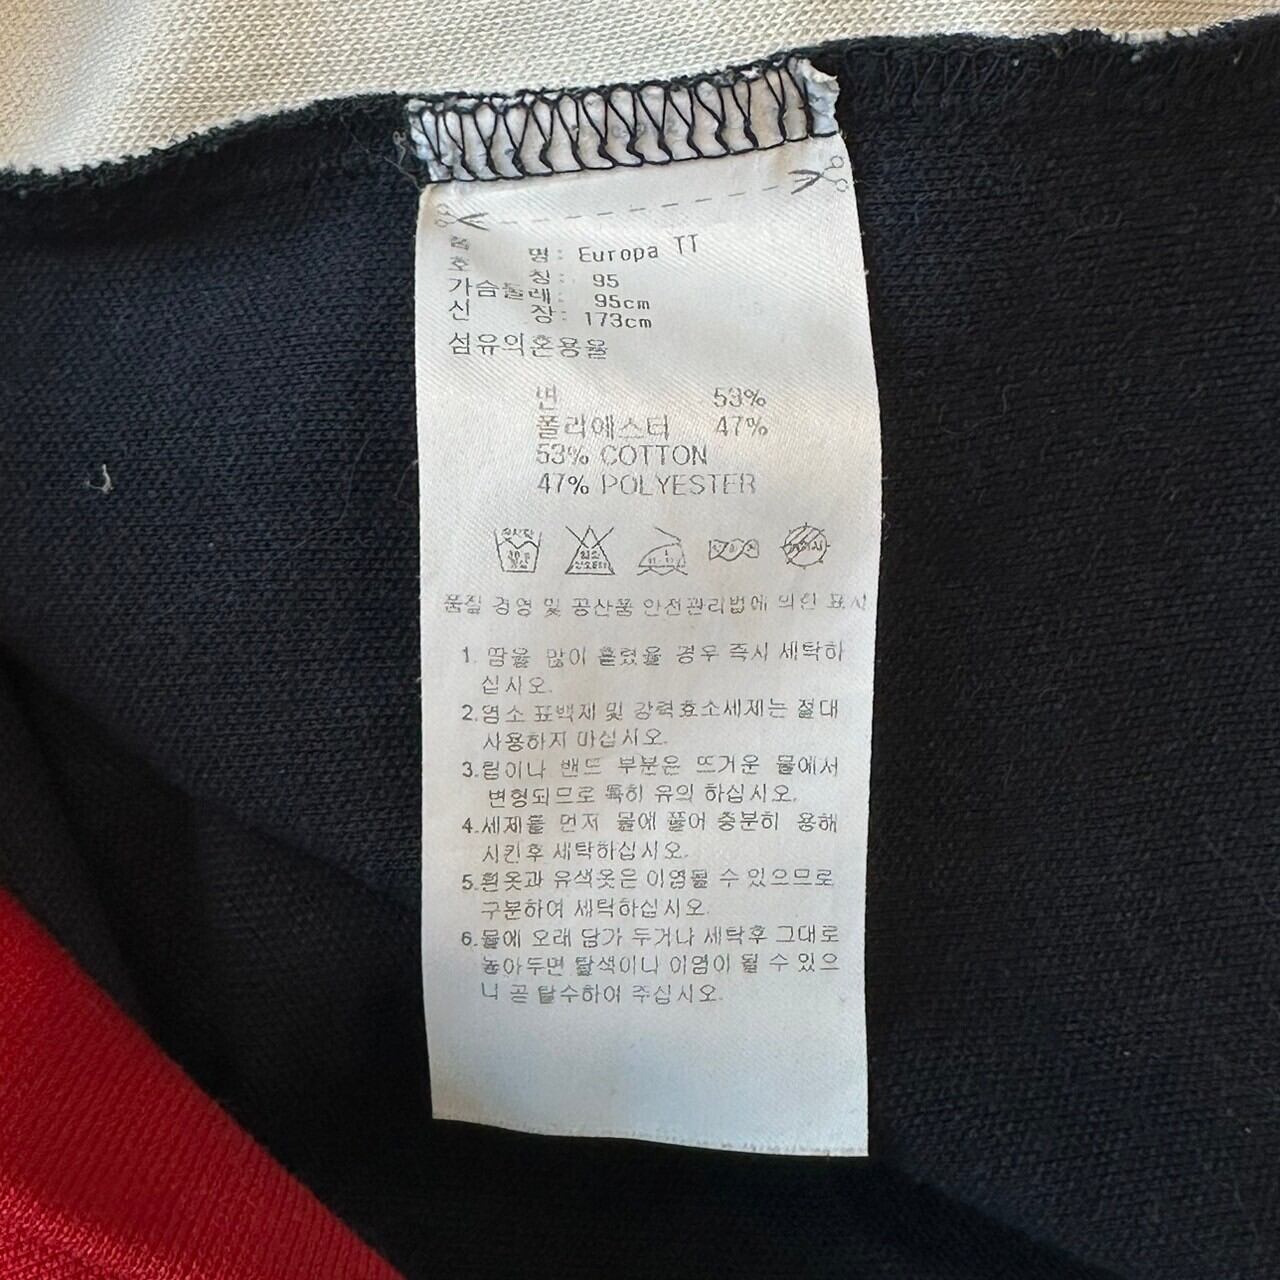 품 명: Europa TT
호 칭: 95
가슴둘레: 95cm
신 장: 173cm
섬유의혼용율
면 53%
폴리에스터 47%
53% COTTON
47% POLYESTER
품질 경영 및 공산품 안전관리법에 의한 표시
1. 땀을 많이 흘렸을 경우 즉시 세탁하
십시오.
2.염소 표백제 및 강력효소세제는 절대
사용하지 마십시오.
3.립이나 밴드 부분은 뜨거운 물에서
변형되므로 특히 유의 하십시오.
4.세제를 먼저 물에 풀어 충분히 용해
시킨후 세탁하십시오.
5.흰옷과 유색옷은 이염될 수 있으므로
구분하여 세탁하십시오.
6.물에 오래 담가 두거나 세탁후 그대로
놓아두면 탈색이나 이염이 될 수 있으
니 곧 탈수하여 주십시오.